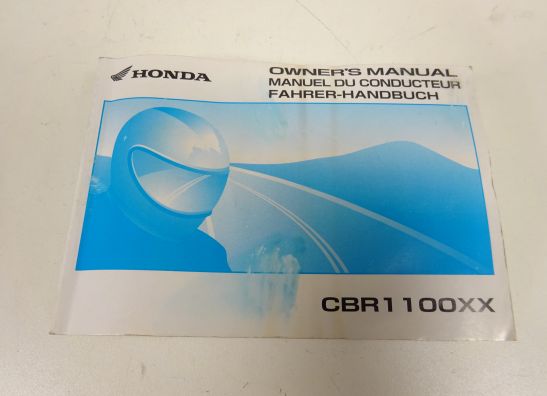 HONDA
OWNER'S MANUAL
MANUEL DU CONDUCTEUR
FAHRER-HANDBUCH
CBR1100XX